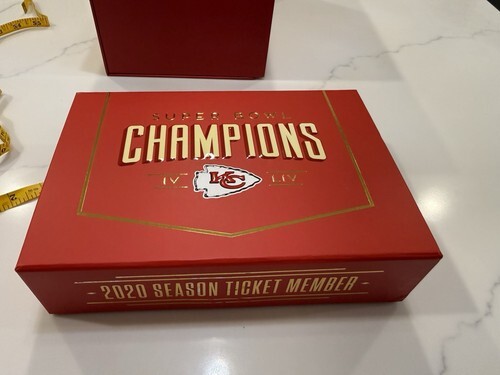 SUPER BOWL
CHAMPIONS
IV KC LIV
2020 SEASON TICKET MEMBER